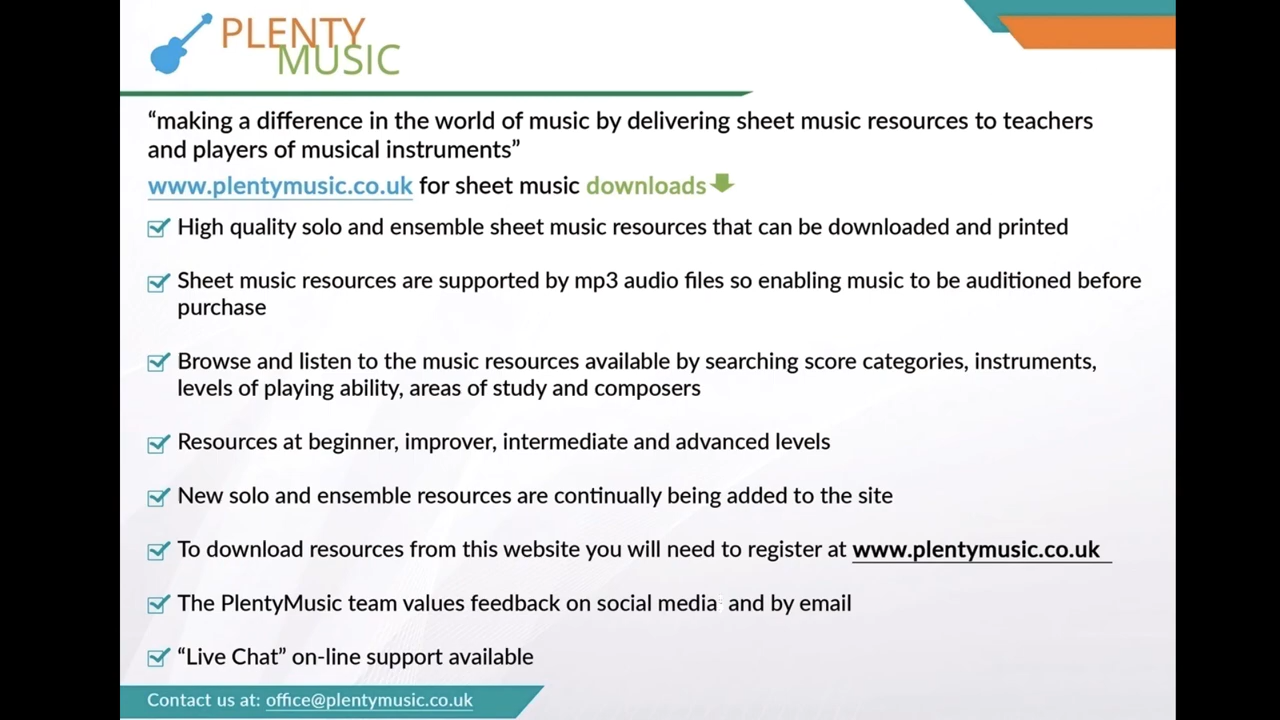 PLENTY
MUSIC
“making a difference in the world of music by delivering sheet music resources to teachers
and players of musical instruments”
www.plentymusic.co.uk for sheet music downloads
High quality solo and ensemble sheet music resources that can be downloaded and printed
Sheet music resources are supported by mp3 audio files so enabling music to be auditioned before
purchase
Browse and listen to the music resources available by searching score categories, instruments,
levels of playing ability, areas of study and composers
Resources at beginner, improver, intermediate and advanced levels
New solo and ensemble resources are continually being added to the site
To download resources from this website you will need to register at www.plentymusic.co.uk
The PlentyMusic team values feedback on social media and by email
“Live Chat” on-line support available
Contact us at: office@plentymusic.co.uk